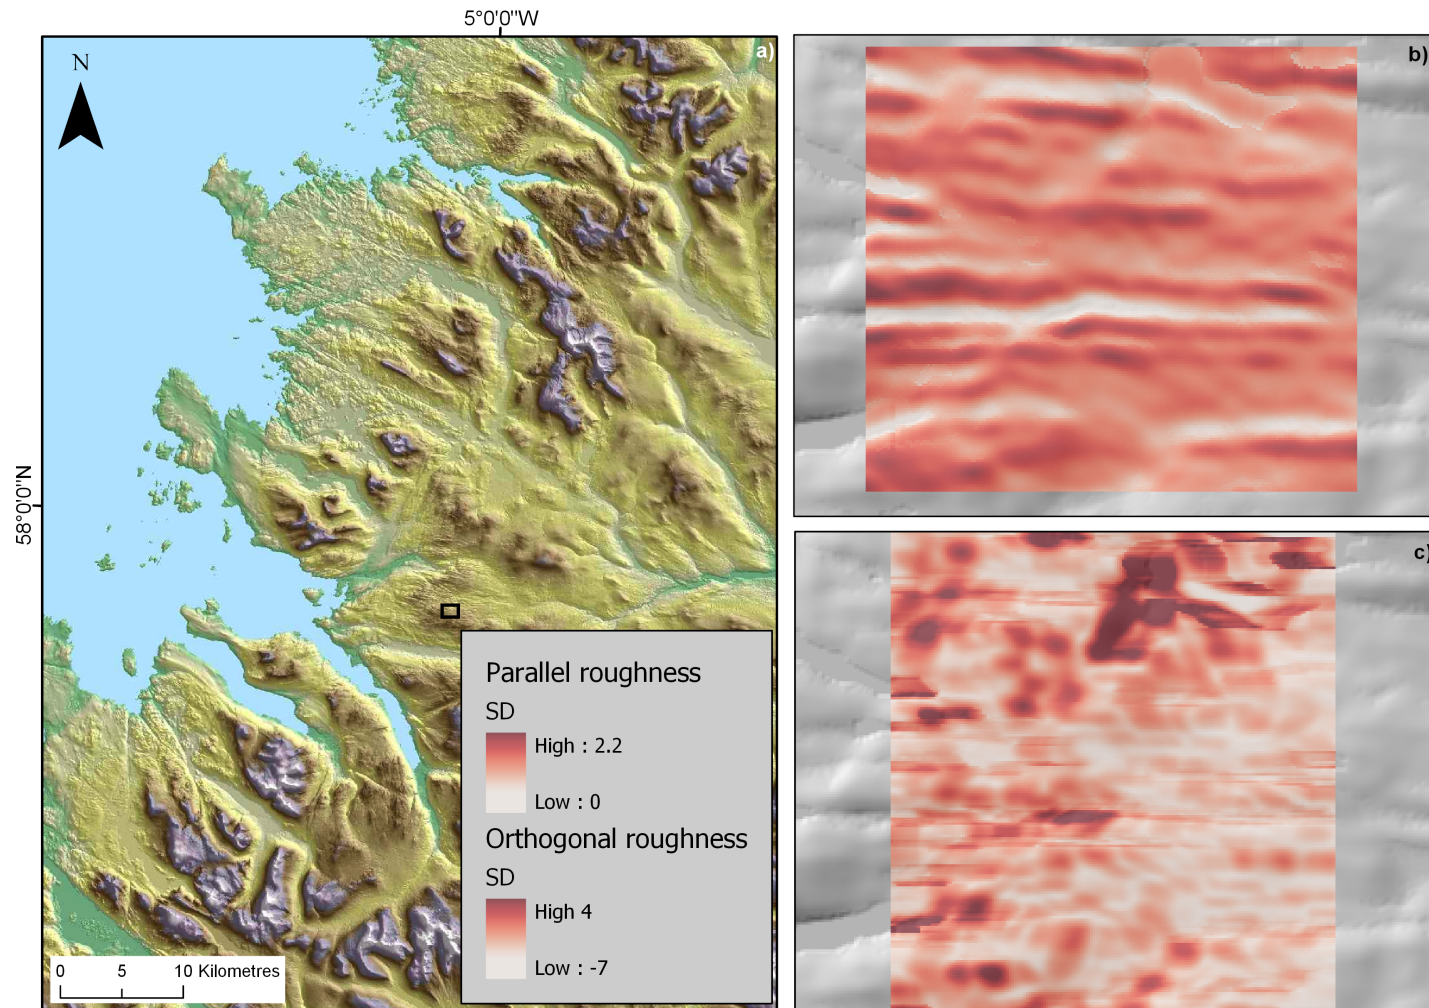 5°0'0"W
a)
N
58°0'0"N
Parallel roughness
SD
High : 2.2
Low : 0
Orthogonal roughness
SD
High 4
Low : -7
0 5 10 Kilometres
b)
c)